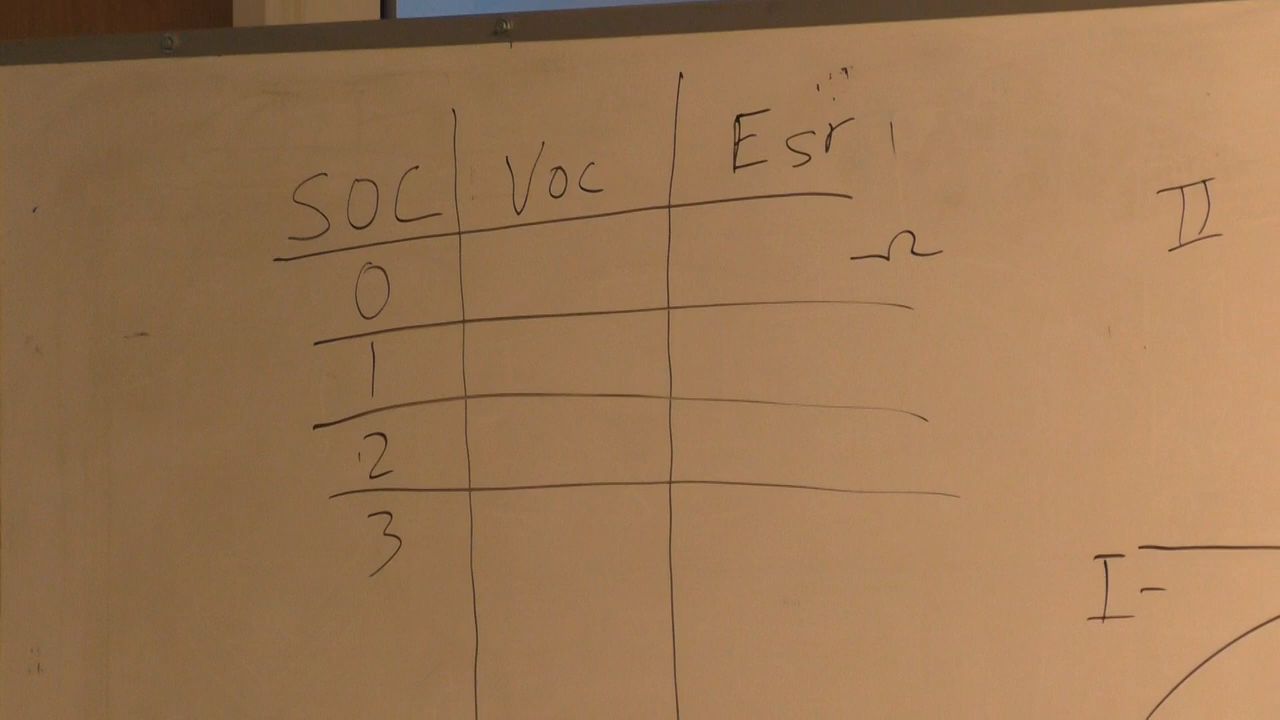 SOC Voc Esr
0 Ω
1
2
3
II
I-